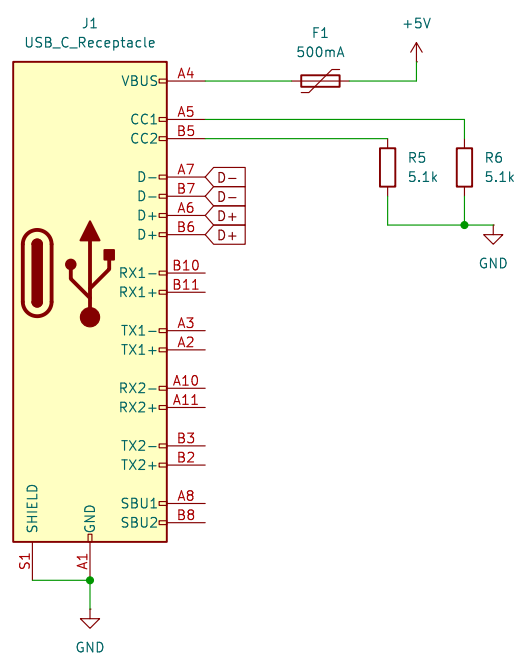 J1
USB_C_Receptacle
F1
500mA
+5V
VBUS A4
CC1 A5
CC2 B5
R5
5.1k
R6
5.1k
D- A7 D-
D- B7 D-
D+ A6 D+
D+ B6 D+
GND
RX1- B10
RX1+ B11
TX1- A3
TX1+ A2
RX2- A10
RX2+ A11
TX2- B3
TX2+ B2
SBU1 A8
SBU2 B8
SHIELD
GND
S1
A1
GND